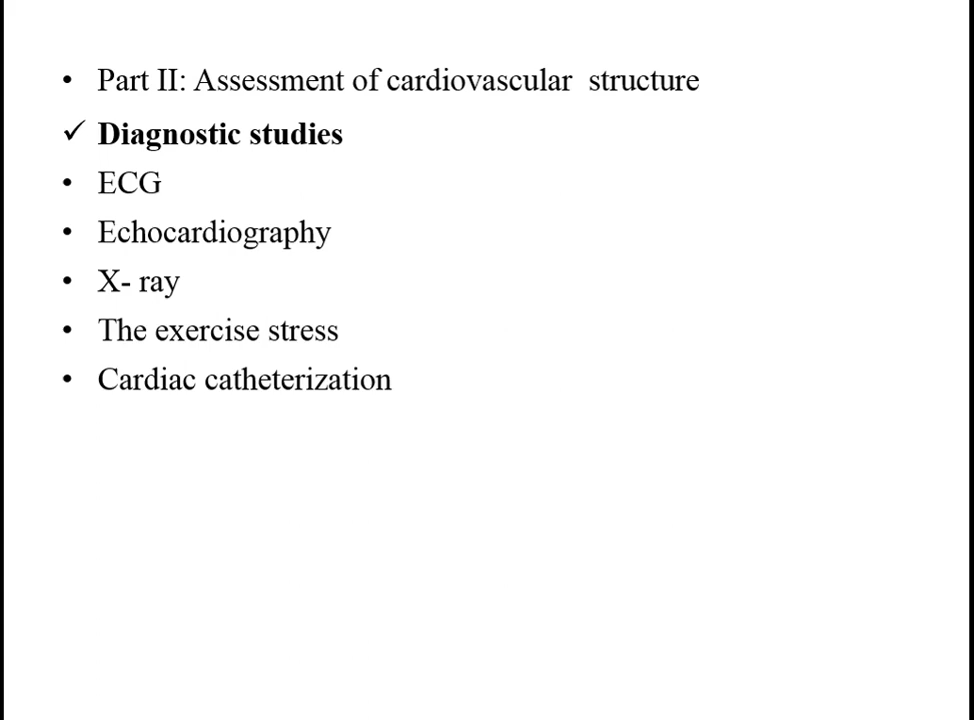 • Part II: Assessment of cardiovascular  structure
✓ Diagnostic studies
• ECG
• Echocardiography
• X- ray
• The exercise stress
• Cardiac catheterization